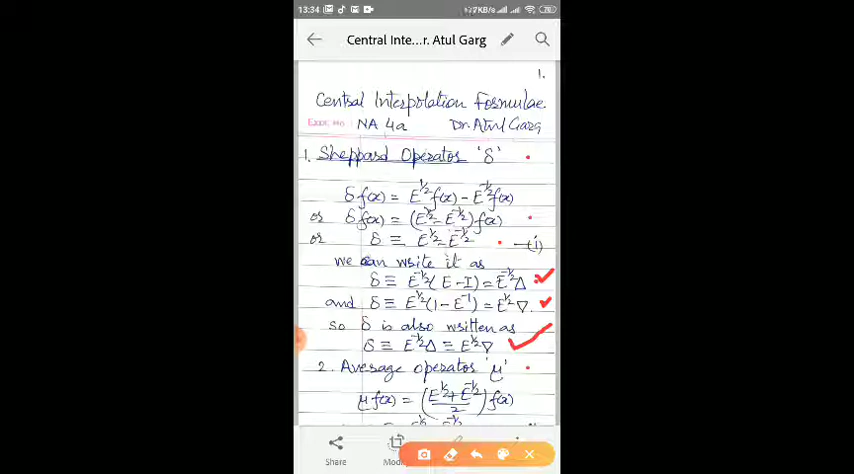 13:34
Central Inte...r. Atul Garg
1.
Central Interpolation Formulae.
NA 4a Dr. Atul Garg
1. Sheppard Operator 'δ'
δf(x) = E^½f(x) - E^-½f(x)
or δf(x) = (E^½ - E^-½)f(x)
or δ ≡ E^½ - E^-½ —(i)
we can write it as
δ ≡ E^-½(E-I) = E^-½Δ.
and δ ≡ E^½(1-E^-1) = E^½∇.
so δ is also written as
δ ≡ E^-½Δ ≡ E^½∇
2. Average operator 'μ'
μf(x) = (E^½+E^-½/2)f(x)
Share